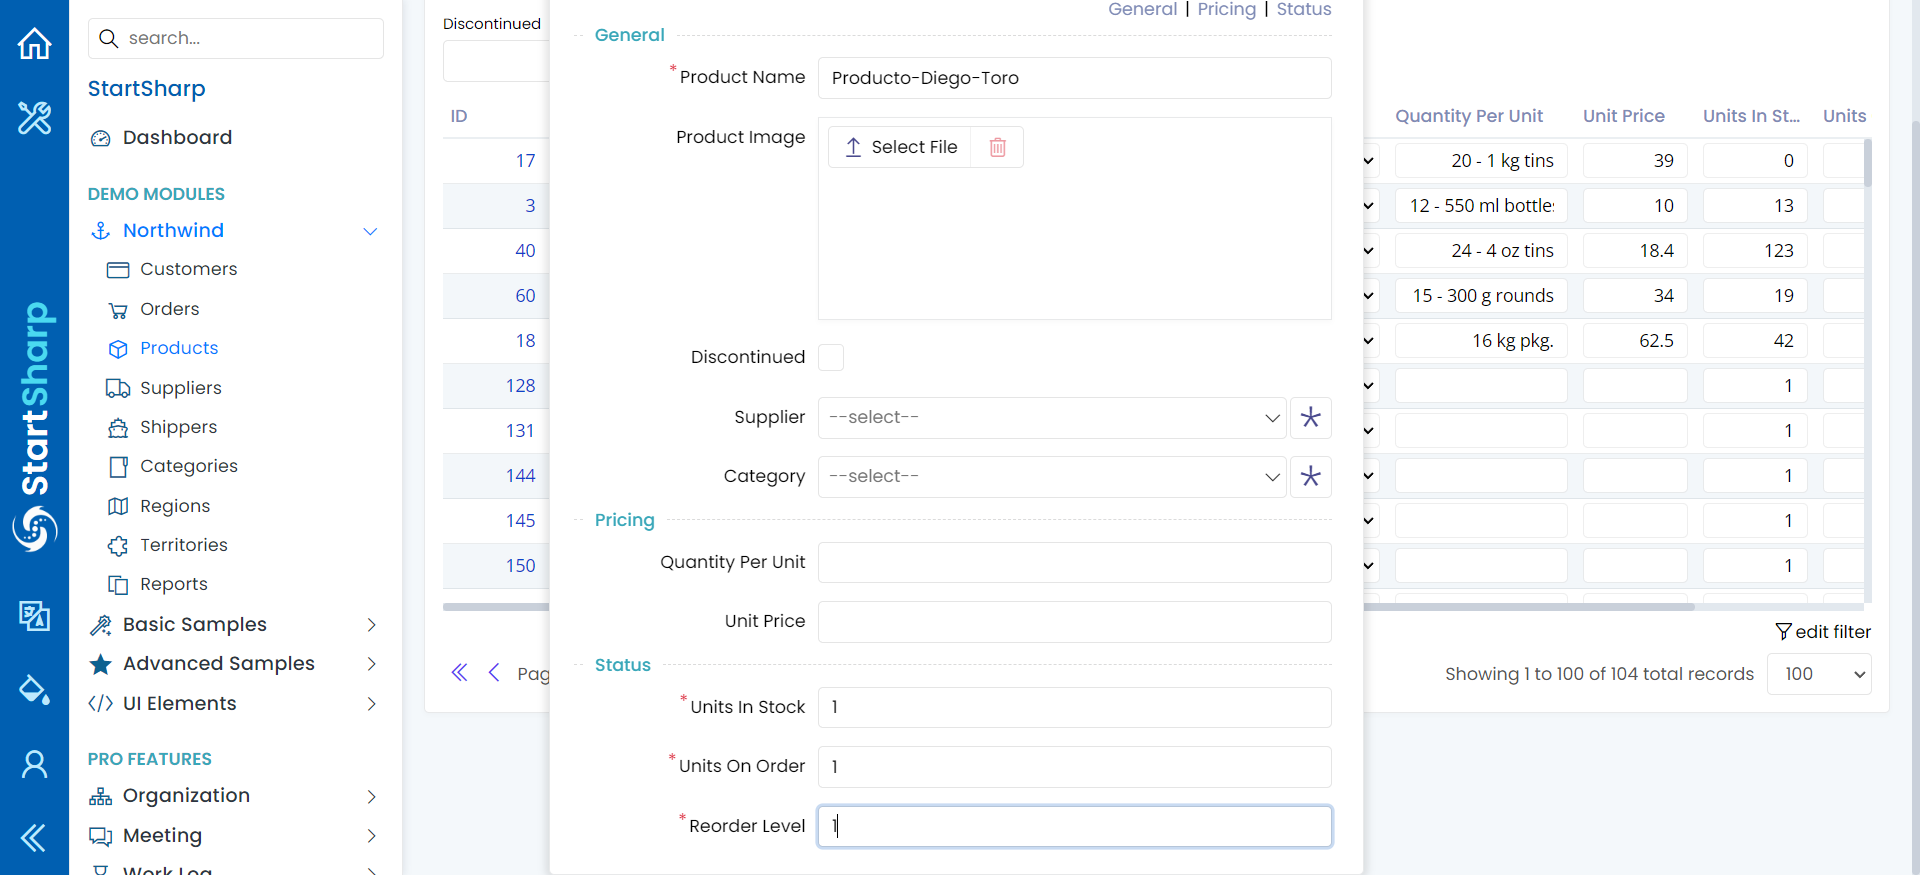 StartSharp
search...
StartSharp
Dashboard
DEMO MODULES
Northwind
Customers
Orders
Products
Suppliers
Shippers
Categories
Regions
Territories
Reports
Basic Samples
Advanced Samples
UI Elements
PRO FEATURES
Organization
Meeting
Work Log
Discontinued
ID
17
3
40
60
18
128
131
144
145
150
Pag
General | Pricing | Status
General
*Product Name Producto-Diego-Toro
Product Image Select File
Discontinued
Supplier --select--
Category --select--
Pricing
Quantity Per Unit
Unit Price
Status
*Units In Stock 1
*Units On Order 1
*Reorder Level 1
Quantity Per Unit Unit Price Units In St... Units
20 - 1 kg tins 39 0
12 - 550 ml bottles 10 13
24 - 4 oz tins 18.4 123
15 - 300 g rounds 34 19
16 kg pkg. 62.5 42
1
1
1
1
1
edit filter
Showing 1 to 100 of 104 total records 100